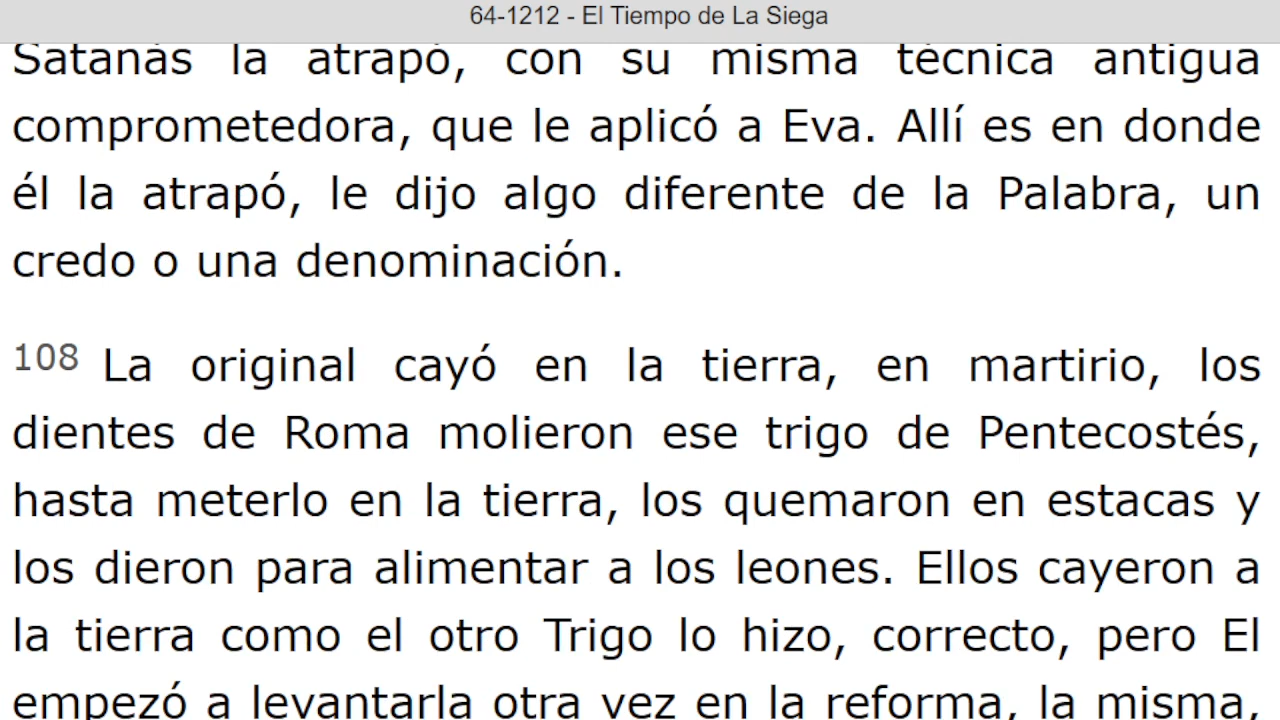 64-1212 - El Tiempo de La Siega
Satanás la atrapó, con su misma técnica antigua
comprometedora, que le aplicó a Eva. Allí es en donde
él la atrapó, le dijo algo diferente de la Palabra, un
credo o una denominación.
108 La original cayó en la tierra, en martirio, los
dientes de Roma molieron ese trigo de Pentecostés,
hasta meterlo en la tierra, los quemaron en estacas y
los dieron para alimentar a los leones. Ellos cayeron a
la tierra como el otro Trigo lo hizo, correcto, pero El
empezó a levantarla otra vez en la reforma, la misma,